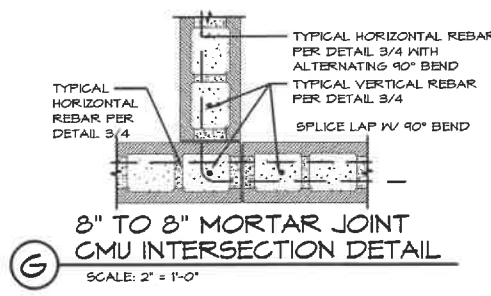 TYPICAL HORIZONTAL REBAR
PER DETAIL 3/4 WITH
ALTERNATING 90° BEND
TYPICAL VERTICAL REBAR
PER DETAIL 3/4
TYPICAL
HORIZONTAL
REBAR PER
DETAIL 3/4
SPLICE LAP W/ 90° BEND
8" TO 8" MORTAR JOINT
CMU INTERSECTION DETAIL
G
SCALE: 2" = 1'-0"